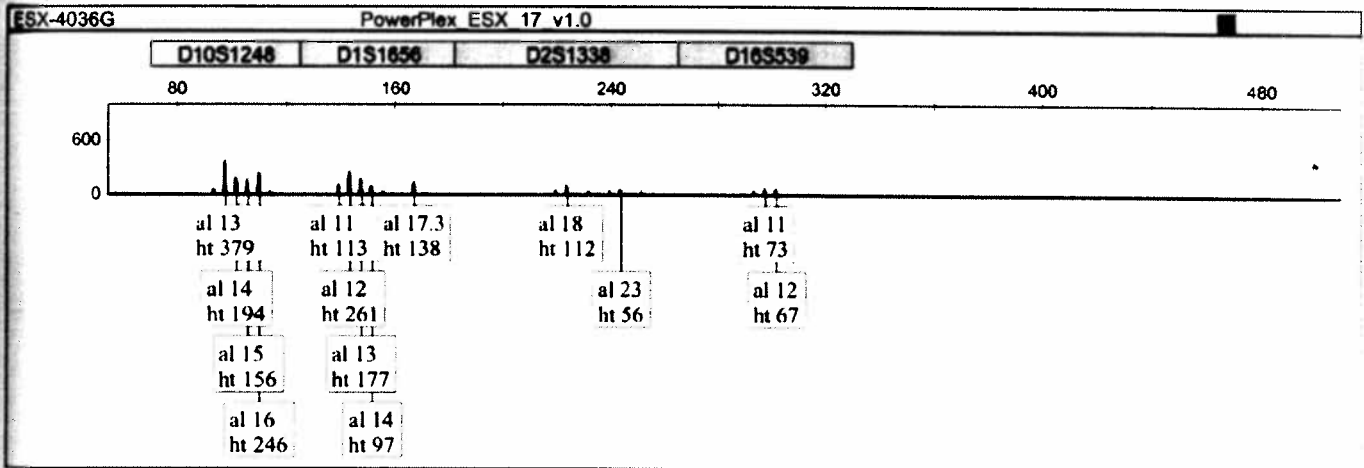 ESX-4036G PowerPlex_ESX_17_v1.0
D10S1248 D1S1656 D2S1338 D16S539
80 160 240 320 400 480
600
0
al 13 al 11 al 17.3 al 18 al 11
ht 379 ht 113 ht 138 ht 112 ht 73
al 14 al 12 al 23 al 12
ht 194 ht 261 ht 56 ht 67
al 15 al 13
ht 156 ht 177
al 16 al 14
ht 246 ht 97